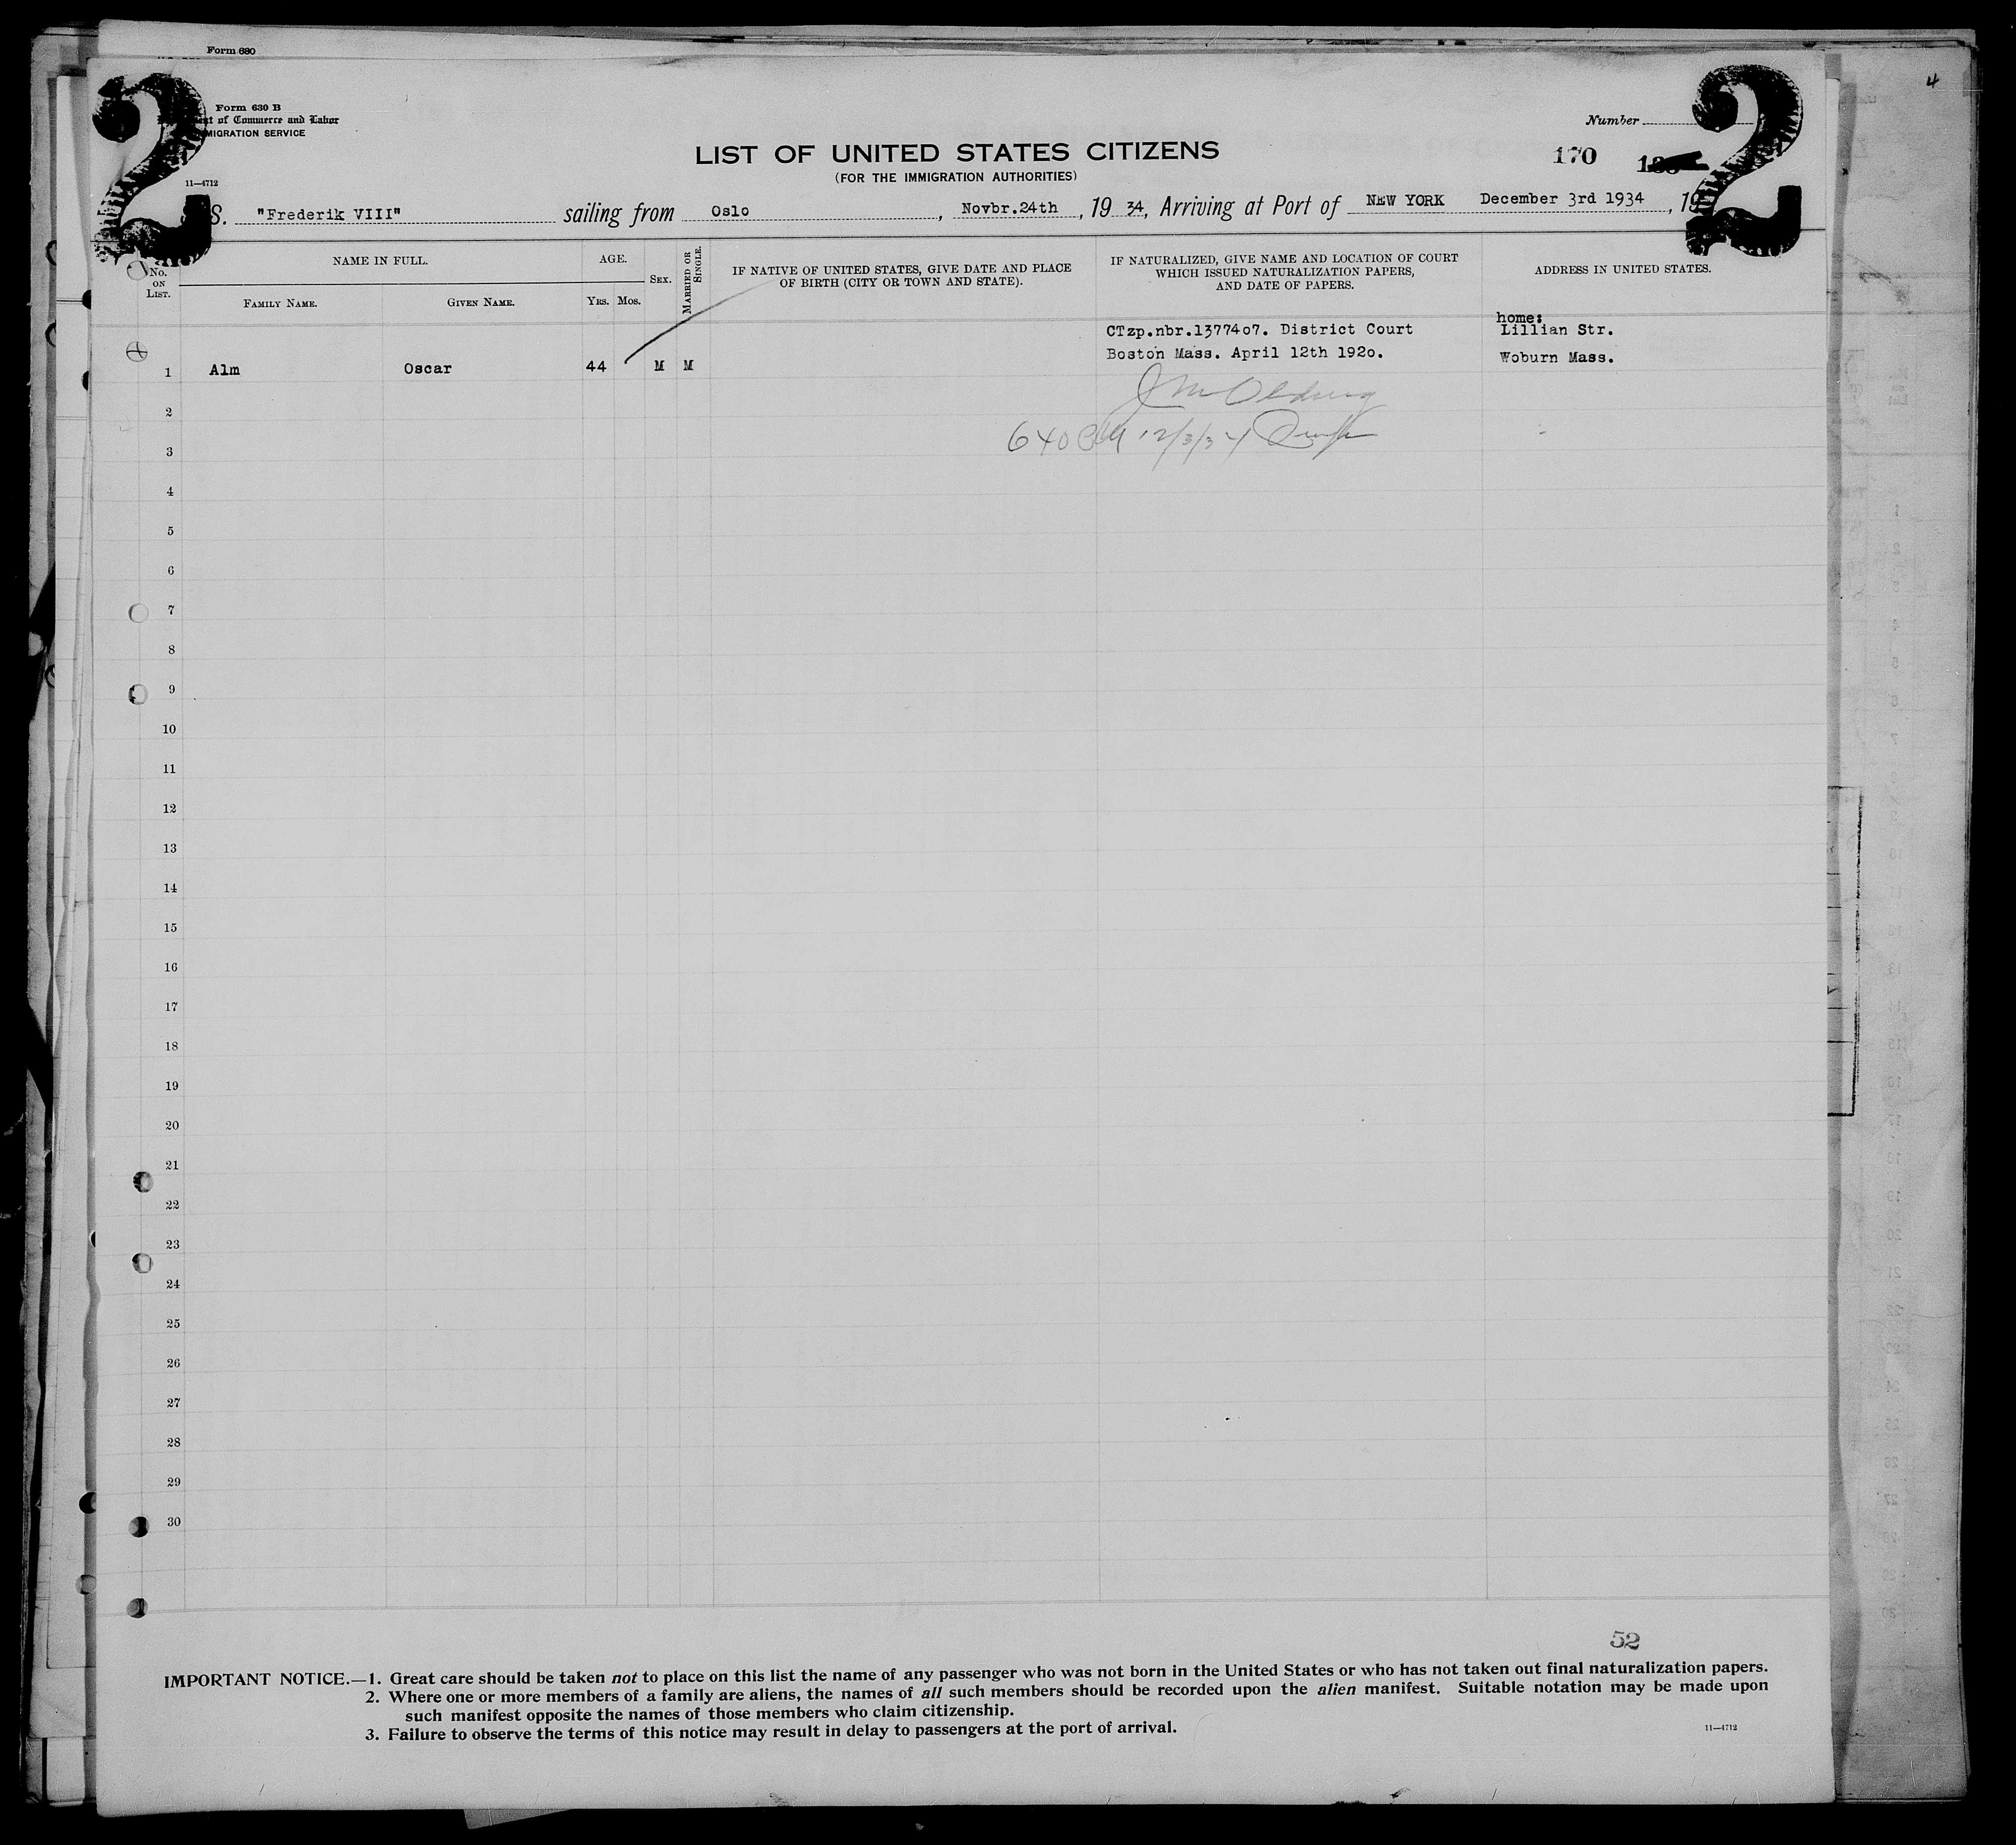 Form 680
4
2
2
Form 630 B
of Commerce and Labor
MIGRATION SERVICE
Number
LIST OF UNITED STATES CITIZENS
(FOR THE IMMIGRATION AUTHORITIES)
170
11—4712
S. "Frederik VIII" sailing from Oslo, Novbr.24th, 19 34, Arriving at Port of NEW YORK December 3rd 1934, 19
No. ON LIST.
NAME IN FULL.
FAMILY NAME.
GIVEN NAME.
AGE.
YRS. MOS.
SEX.
MARRIED OR SINGLE.
IF NATIVE OF UNITED STATES, GIVE DATE AND PLACE
OF BIRTH (CITY OR TOWN AND STATE).
IF NATURALIZED, GIVE NAME AND LOCATION OF COURT
WHICH ISSUED NATURALIZATION PAPERS,
AND DATE OF PAPERS.
ADDRESS IN UNITED STATES.
home:
CTzp.nbr.1377407. District Court Lillian Str.
Boston Mass. April 12th 1920. Woburn Mass.
1 Alm Oscar 44 M M
2
640 12/3/34
3
4
5
6
7
8
9
10
11
12
13
14
15
16
17
18
19
20
21
22
23
24
25
26
27
28
29
30
52
IMPORTANT NOTICE.—1. Great care should be taken not to place on this list the name of any passenger who was not born in the United States or who has not taken out final naturalization papers.
2. Where one or more members of a family are aliens, the names of all such members should be recorded upon the alien manifest. Suitable notation may be made upon
such manifest opposite the names of those members who claim citizenship.
3. Failure to observe the terms of this notice may result in delay to passengers at the port of arrival.
11—4712